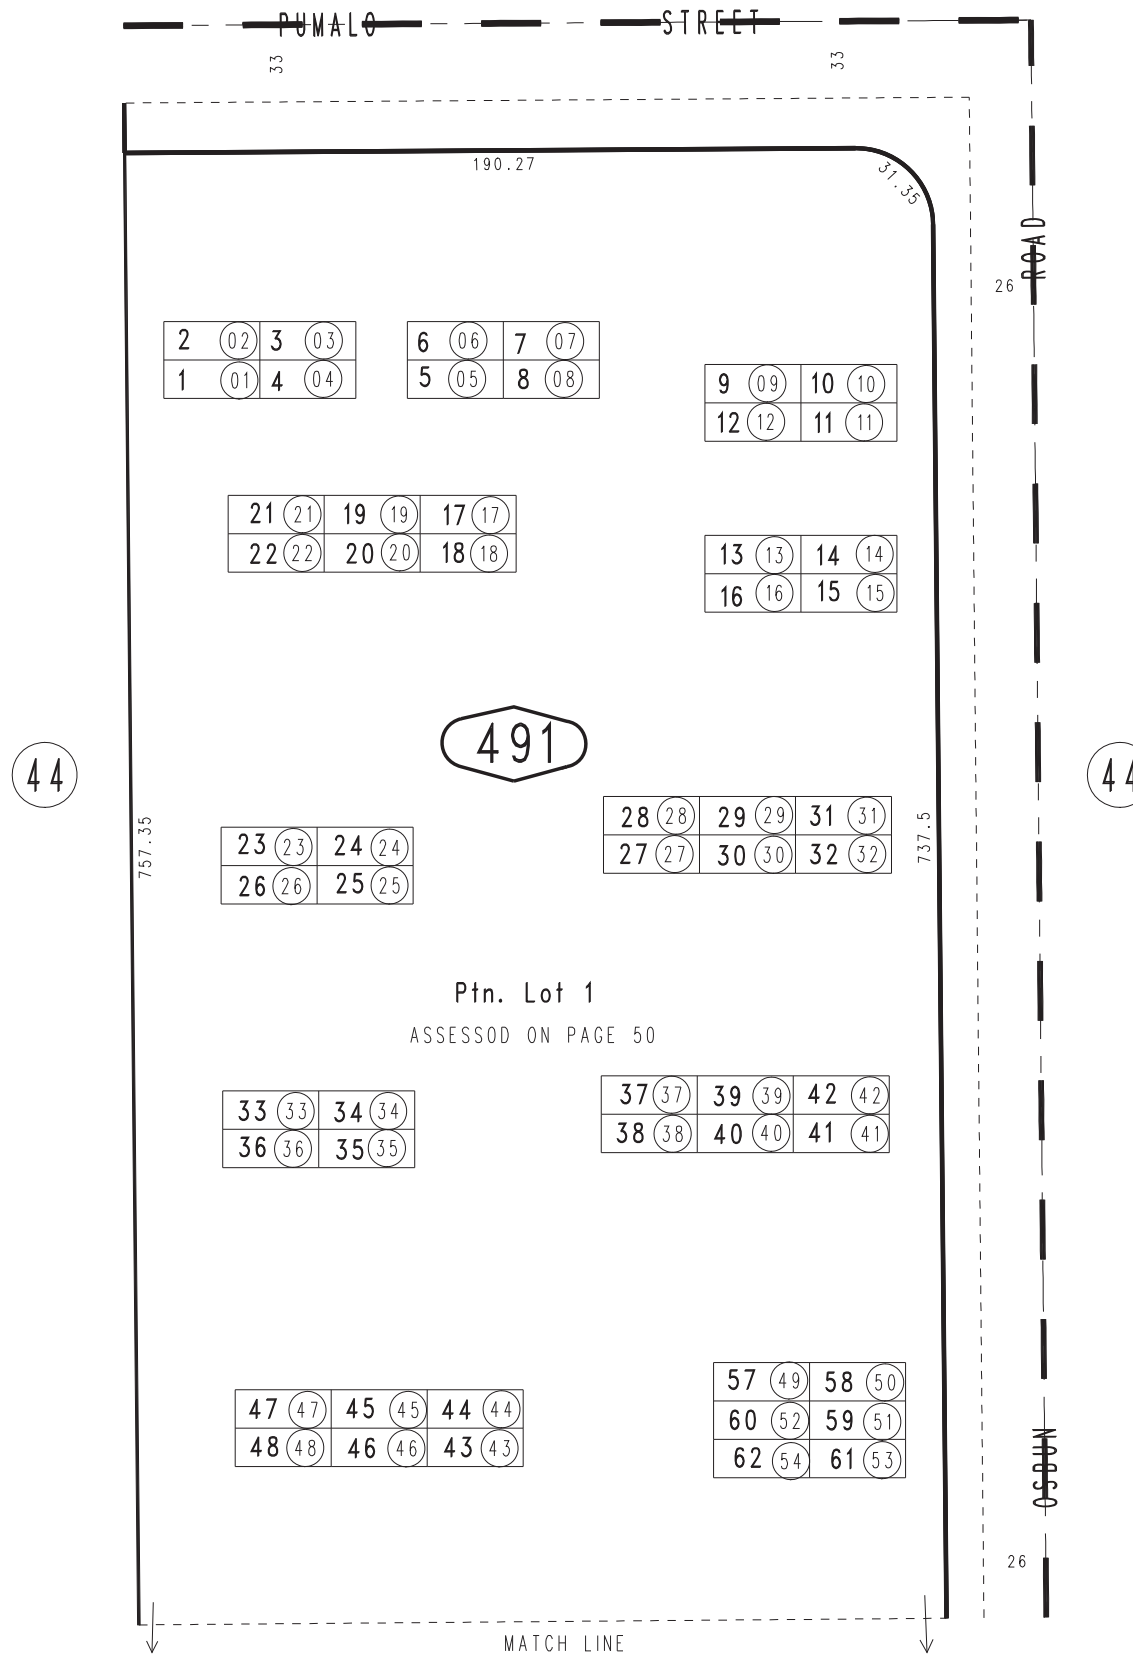 PUMALO STREET
33 33
190.27
31.35
ROAD
26
2 02 3 03
1 01 4 04
6 06 7 07
5 05 8 08
9 09 10 10
12 12 11 11
21 21 19 19 17 17
22 22 20 20 18 18
13 13 14 14
16 16 15 15
491
44
44
757.35
737.5
28 28 29 29 31 31
27 27 30 30 32 32
23 23 24 24
26 26 25 25
Ptn. Lot 1
ASSESSOD ON PAGE 50
33 33 34 34
36 36 35 35
37 37 39 39 42 42
38 38 40 40 41 41
47 47 45 45 44 44
48 48 46 46 43 43
57 49 58 50
60 52 59 51
62 54 61 53
OSBUN
26
MATCH LINE